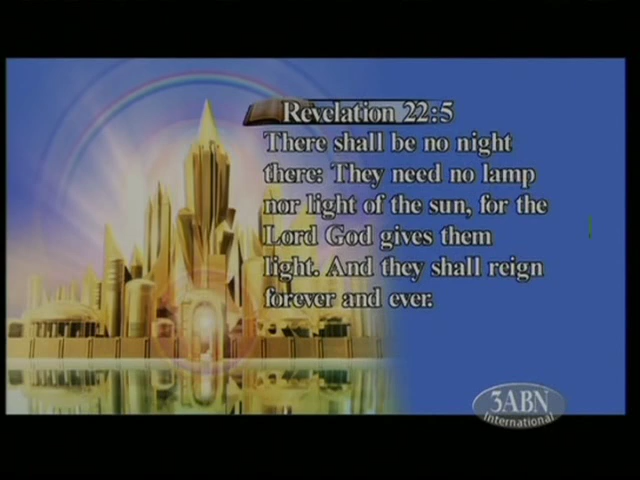 Revelation 22:5
There shall be no night
there: They need no lamp
nor light of the sun, for the
Lord God gives them
light. And they shall reign
forever and ever.
3ABN
International